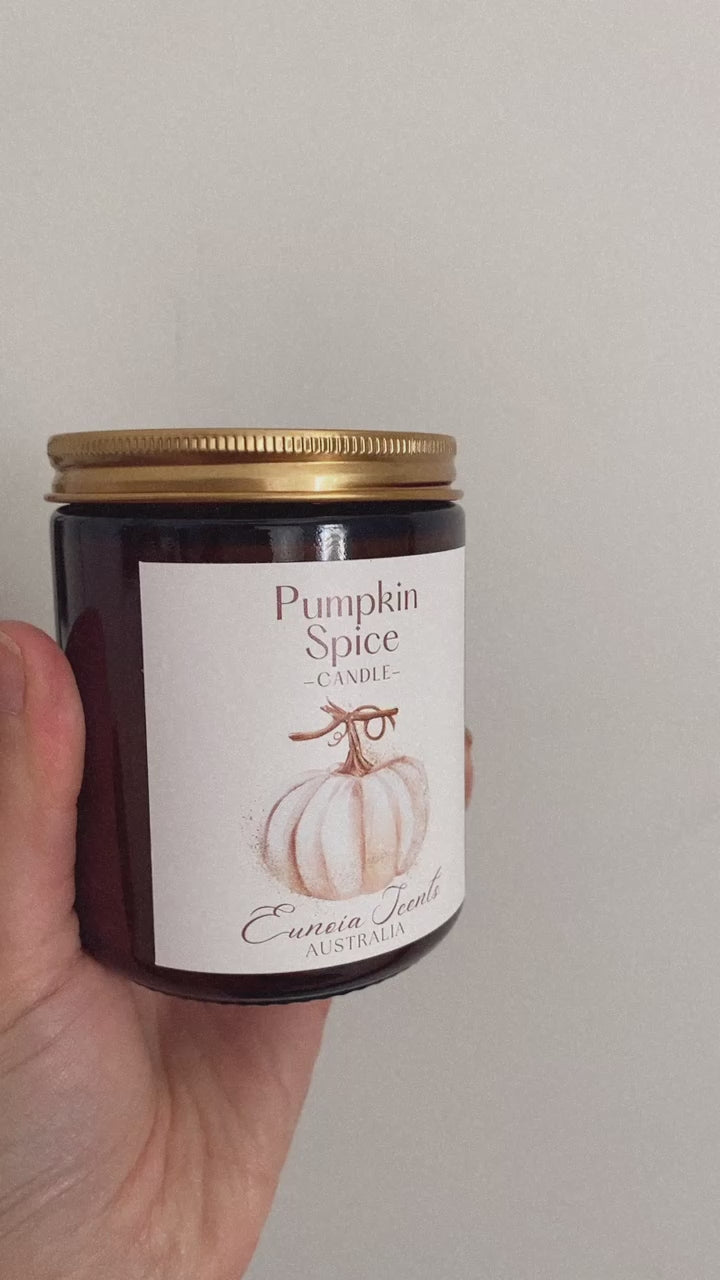 Pumpkin
Spice
–CANDLE–
Eunoia Scents
AUSTRALIA